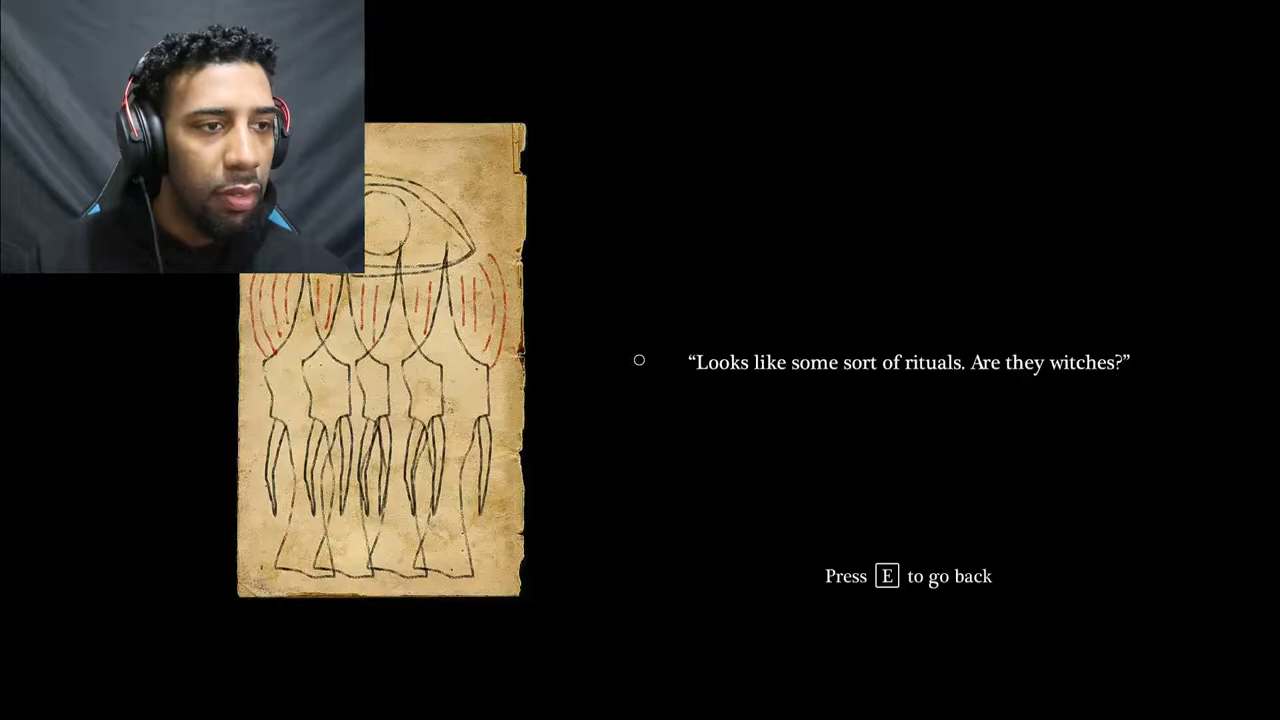 “Looks like some sort of rituals. Are they witches?”
Press E to go back